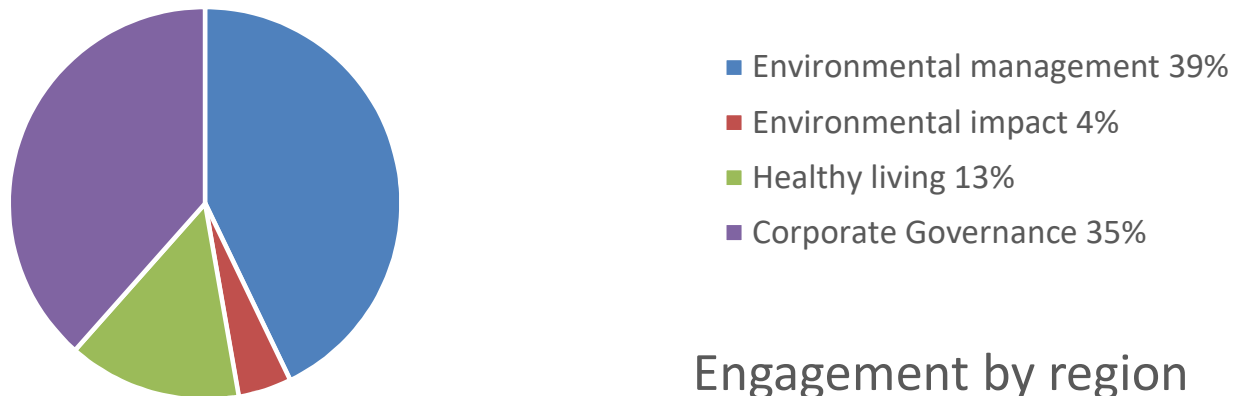 Environmental management 39%
Environmental impact 4%
Healthy living 13%
Corporate Governance 35%
Engagement by region